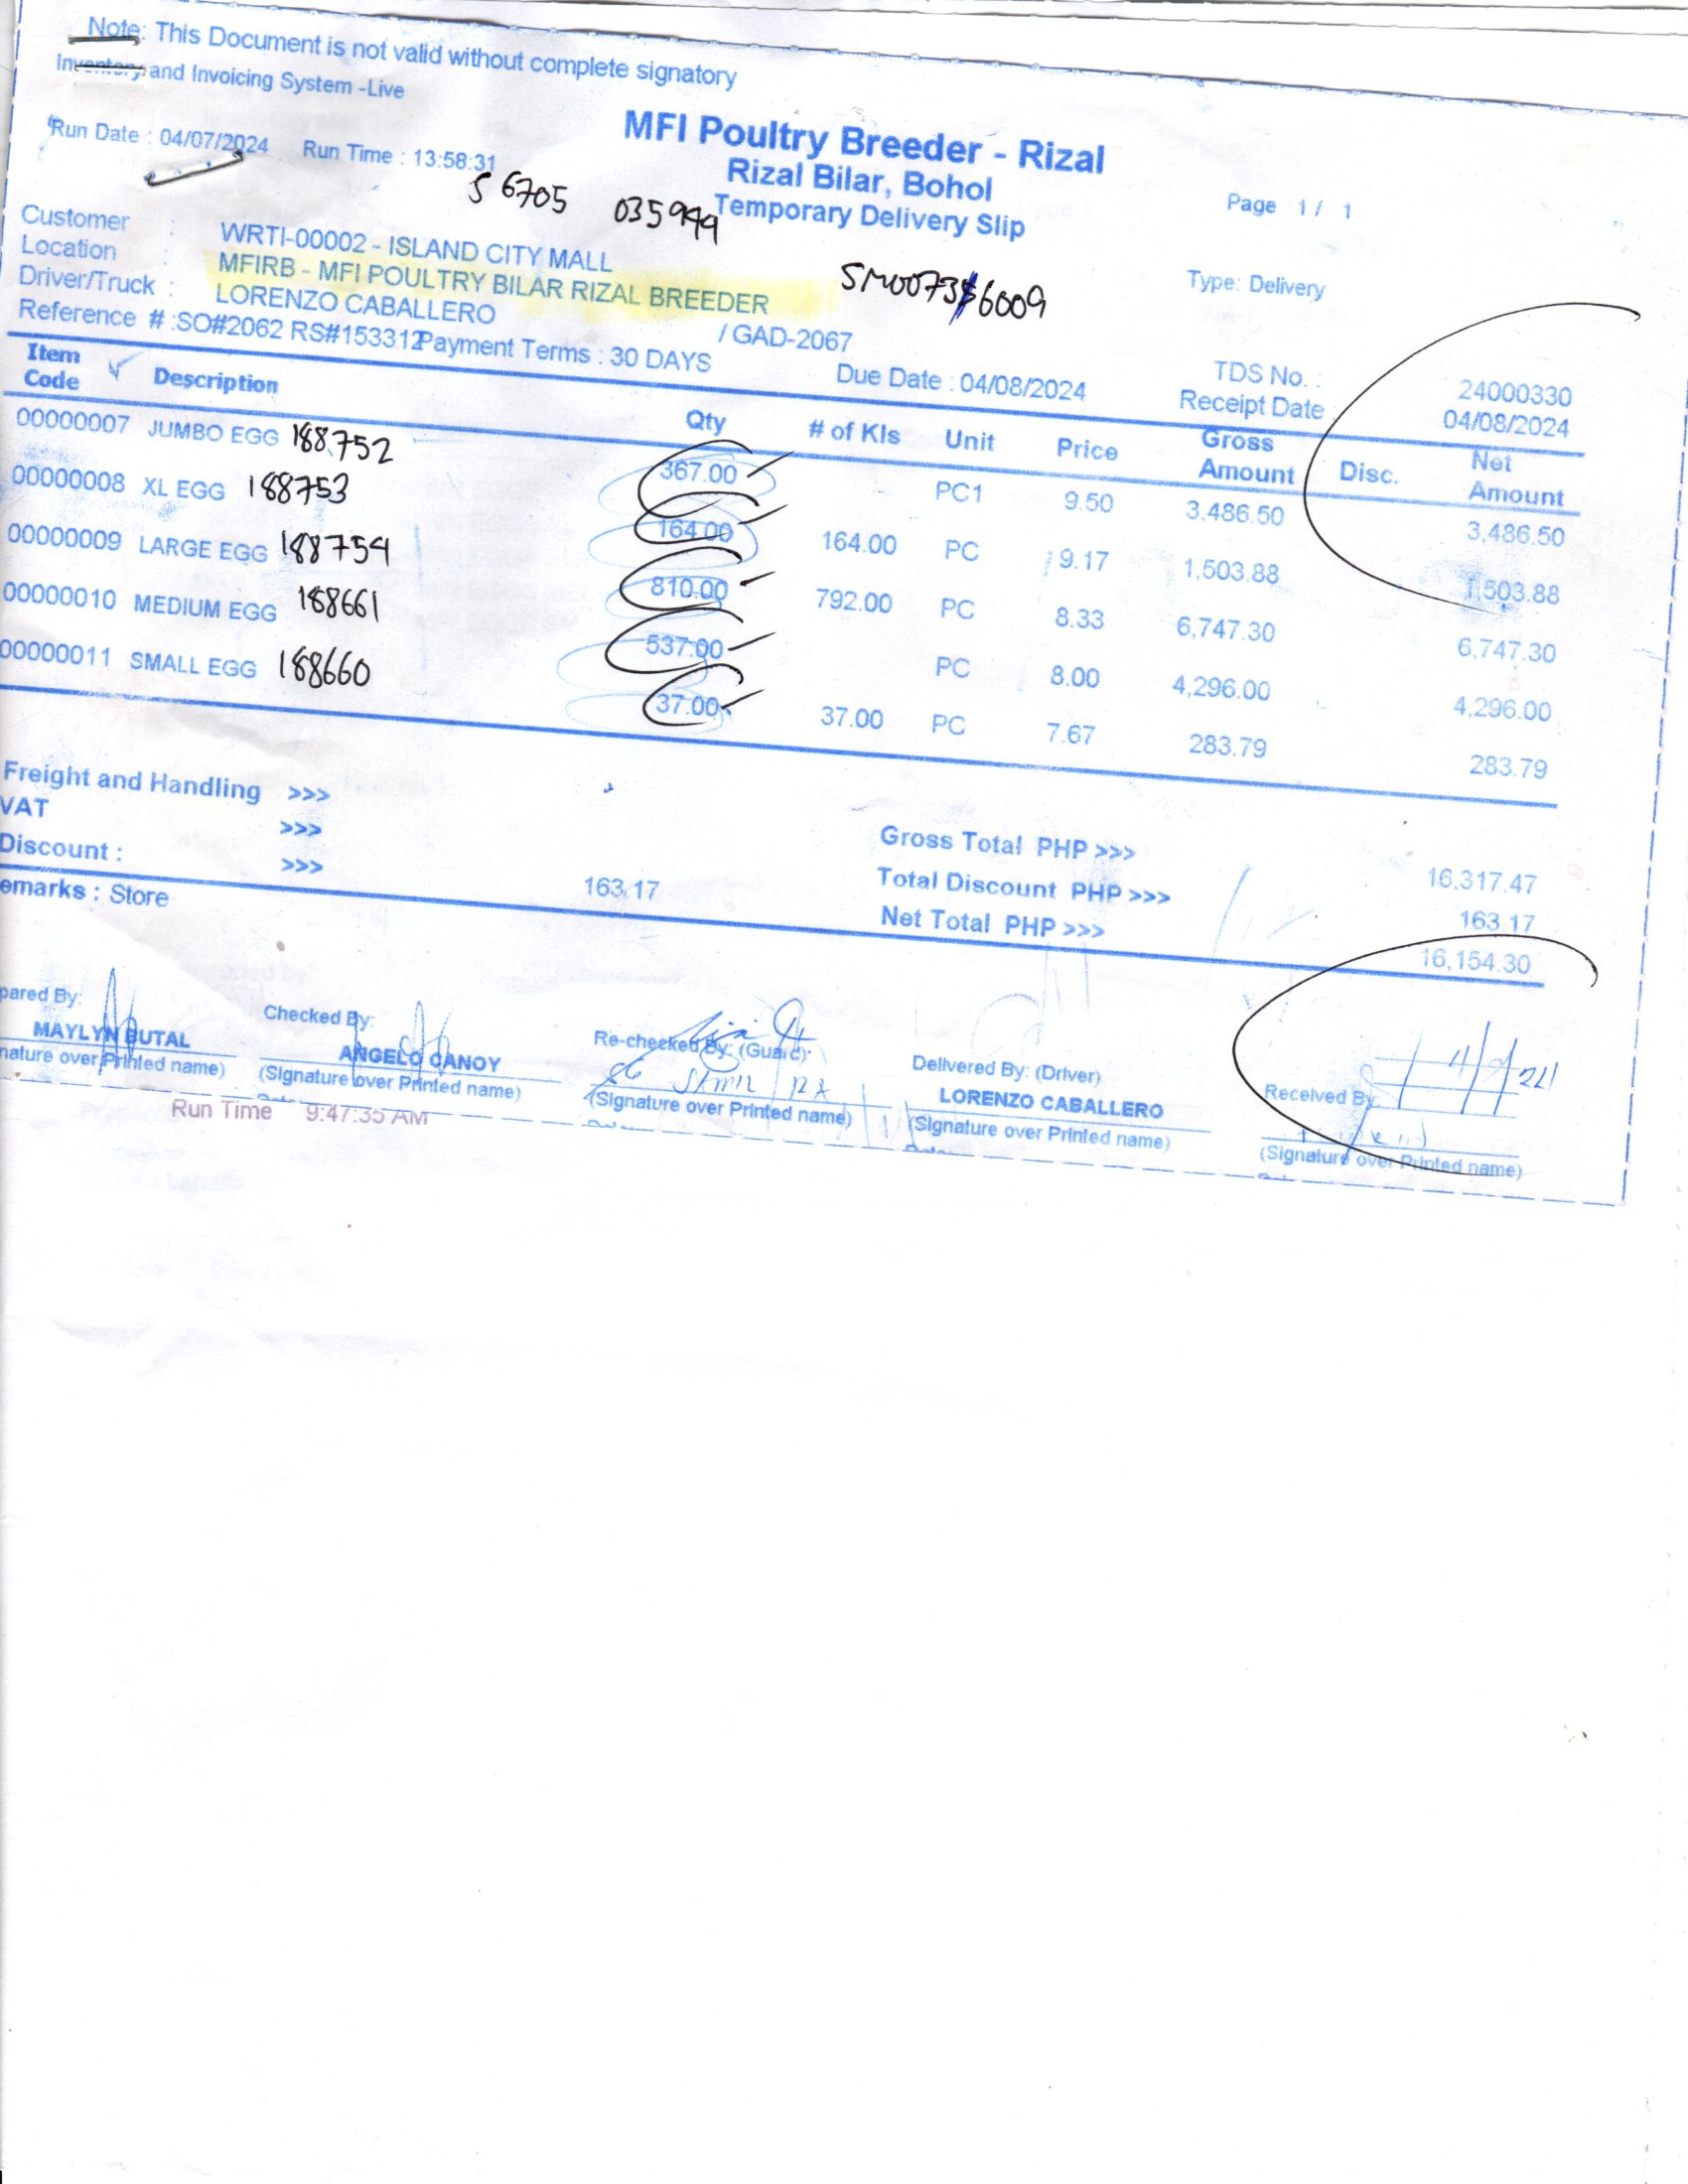 Note: This Document is not valid without complete signatory
Inventory and Invoicing System -Live
Run Date : 04/07/2024 Run Time : 13:58:31
MFI Poultry Breeder - Rizal
Rizal Bilar, Bohol
Temporary Delivery Slip
Page 1 / 1
S 6705 035949
Customer : WRTI-00002 - ISLAND CITY MALL
Location : MFIRB - MFI POULTRY BILAR RIZAL BREEDER
SM0073 6009
Type: Delivery
Driver/Truck : LORENZO CABALLERO / GAD-2067
TDS No. : 24000330
Reference # :SO#2062 RS#153312 Payment Terms : 30 DAYS Due Date : 04/08/2024
Receipt Date : 04/08/2024
Item Code Description Qty # of Kls Unit Price Gross Amount Disc. Net Amount
00000007 JUMBO EGG 188752 367.00 PC1 9.50 3,486.50 3,486.50
00000008 XL EGG 188753 164.00 164.00 PC 9.17 1,503.88 1,503.88
00000009 LARGE EGG 188754 810.00 792.00 PC 8.33 6,747.30 6,747.30
00000010 MEDIUM EGG 188661 537.00 PC 8.00 4,296.00 4,296.00
00000011 SMALL EGG 188660 37.00 37.00 PC 7.67 283.79 283.79
Freight and Handling >>>
VAT >>>
Discount : >>> 163.17
Gross Total PHP >>> 16,317.47
Total Discount PHP >>> 163.17
Net Total PHP >>> 16,154.30
emarks : Store
pared By:
MAYLYN BUTAL
nature over Printed name)
Checked By:
ANGELO CANOY
(Signature over Printed name)
Re-checked By: (Guard):
(Signature over Printed name)
Delivered By: (Driver)
LORENZO CABALLERO
(Signature over Printed name)
Received By:
(Signature over Printed name)
Run Time 9:47:35 AM